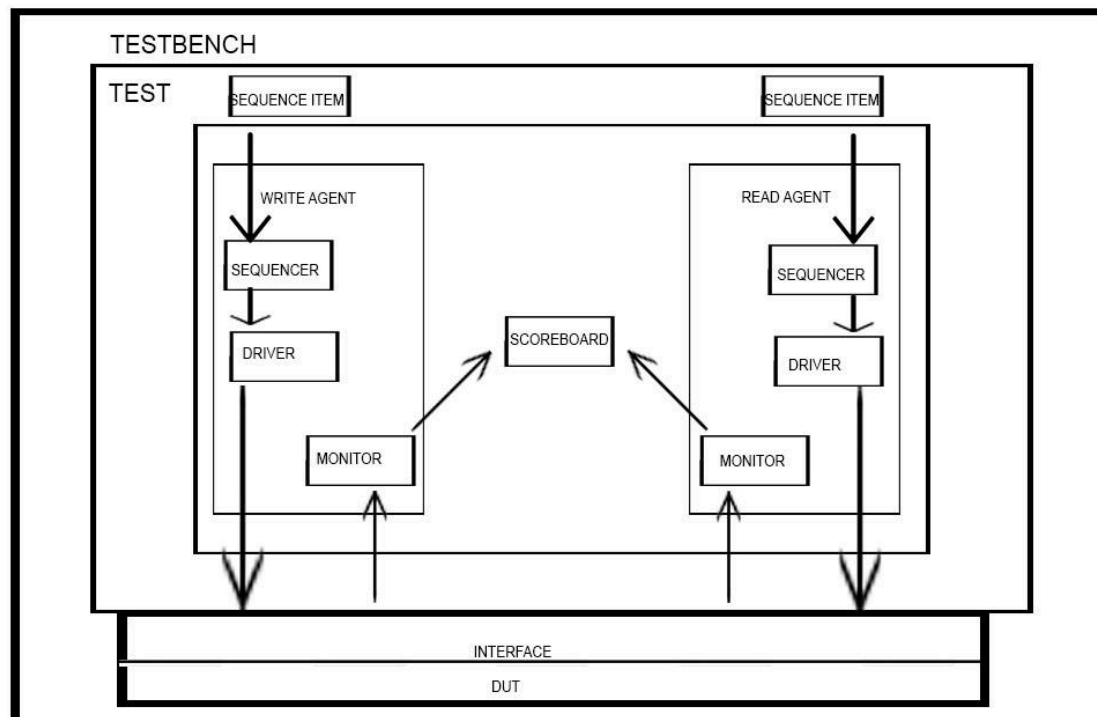 TESTBENCH
TEST
SEQUENCE ITEM
SEQUENCE ITEM
WRITE AGENT
READ AGENT
SEQUENCER
SEQUENCER
SCOREBOARD
DRIVER
DRIVER
MONITOR
MONITOR
INTERFACE
DUT